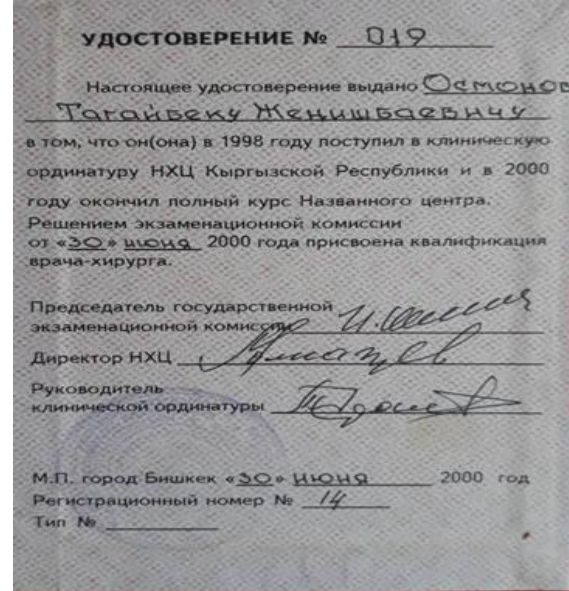 УДОСТОВЕРЕНИЕ № 019
Настоящее удостоверение выдано Осмонов
Тагайбеку Женишбаевичу
в том, что он(она) в 1998 году поступил в клиническую
ординатуру НХЦ Кыргызской Республики и в 2000
году окончил полный курс Названного центра.
Решением экзаменационной комиссии
от «30» июня 2000 года присвоена квалификация
врача-хирурга.
Председатель государственной
экзаменационной комиссии
Директор НХЦ
Руководитель
клинической ординатуры
М.П. город Бишкек «30» июня 2000 год
Регистрационный номер № 14
Тип №